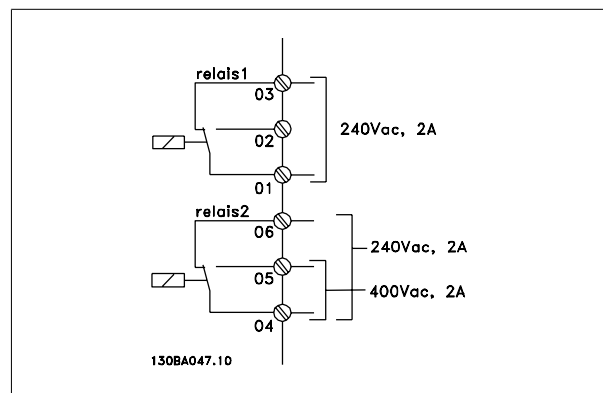 relais1
03
02
240Vac, 2A
01
relais2
06
240Vac, 2A
05
400Vac, 2A
04
130BA047.10